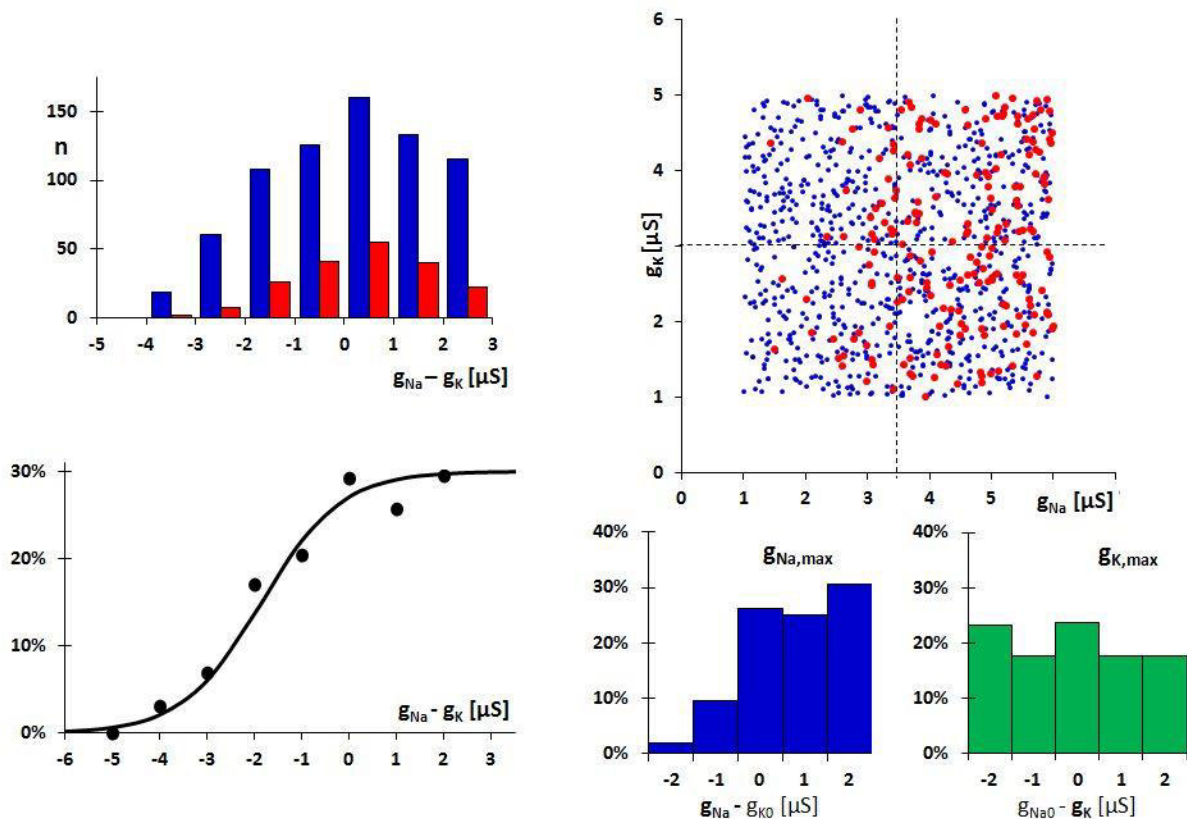 150
n
100
50
0
-5 -4 -3 -2 -1 0 1 2 3
gNa – gK [µS]
6
5
4
gK [µS]
2
1
0
0 1 2 3 4 5 gNa [µS]
30%
20%
10%
0%
gNa - gK [µS]
-6 -5 -4 -3 -2 -1 0 1 2 3
40%
30%
20%
10%
0%
gNa,max
-2 -1 0 1 2
gNa - gK0 [µS]
40%
30%
20%
10%
0%
gK,max
-2 -1 0 1 2
gNa0 - gK [µS]